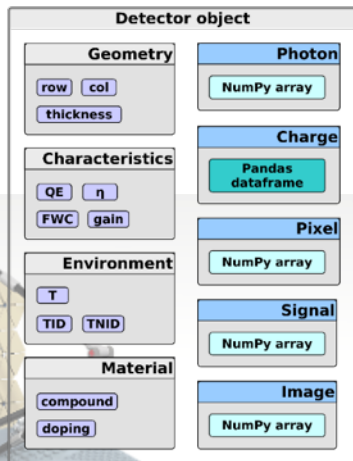 Detector object
Geometry
row col
thickness
Characteristics
QE η
FWC gain
Environment
T
TID TNID
Material
compound
doping
Photon
NumPy array
Charge
Pandas
dataframe
Pixel
NumPy array
Signal
NumPy array
Image
NumPy array